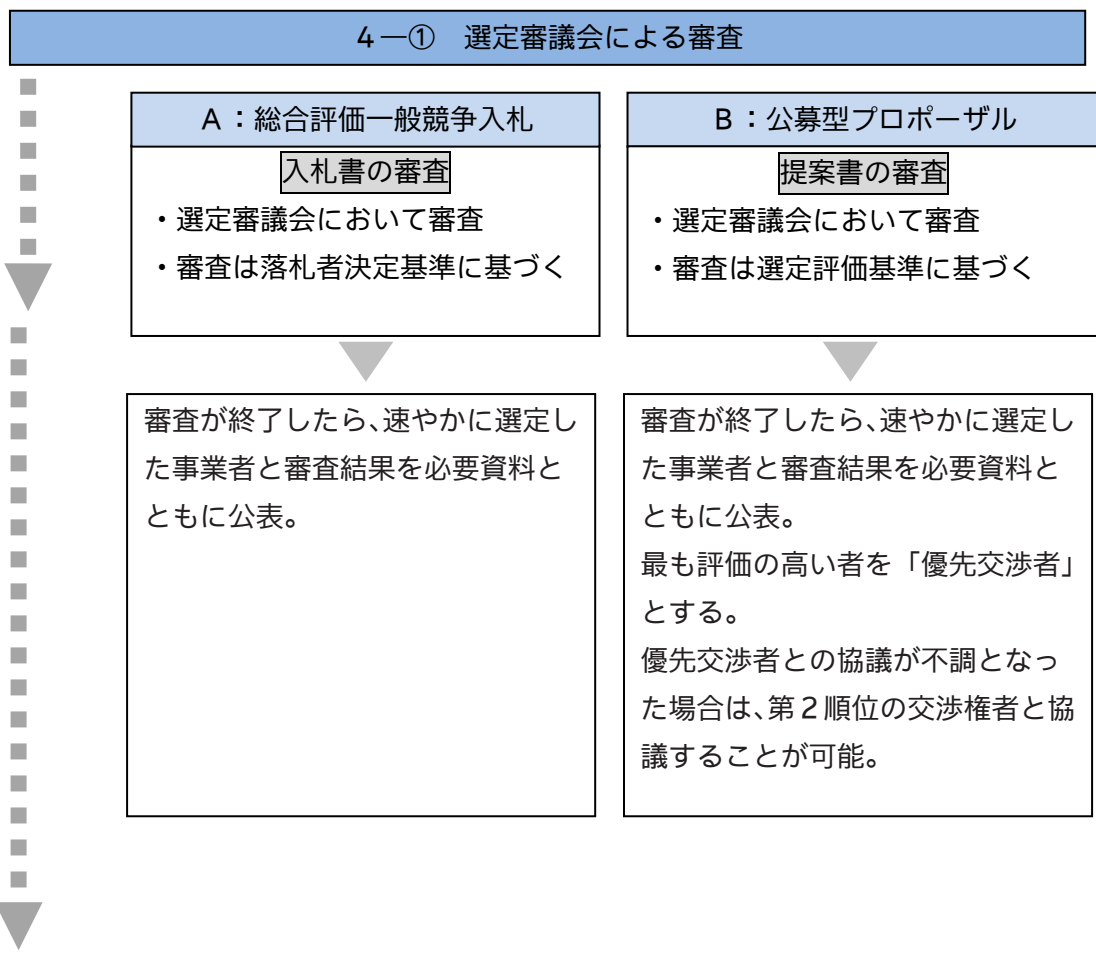 4―① 選定審議会による審査
A：総合評価一般競争入札
入札書の審査
・選定審議会において審査
・審査は落札者決定基準に基づく
審査が終了したら、速やかに選定し
た事業者と審査結果を必要資料と
ともに公表。
B：公募型プロポーザル
提案書の審査
・選定審議会において審査
・審査は選定評価基準に基づく
審査が終了したら、速やかに選定し
た事業者と審査結果を必要資料と
ともに公表。
最も評価の高い者を「優先交渉者」
とする。
優先交渉者との協議が不調となっ
た場合は、第2順位の交渉権者と協
議することが可能。